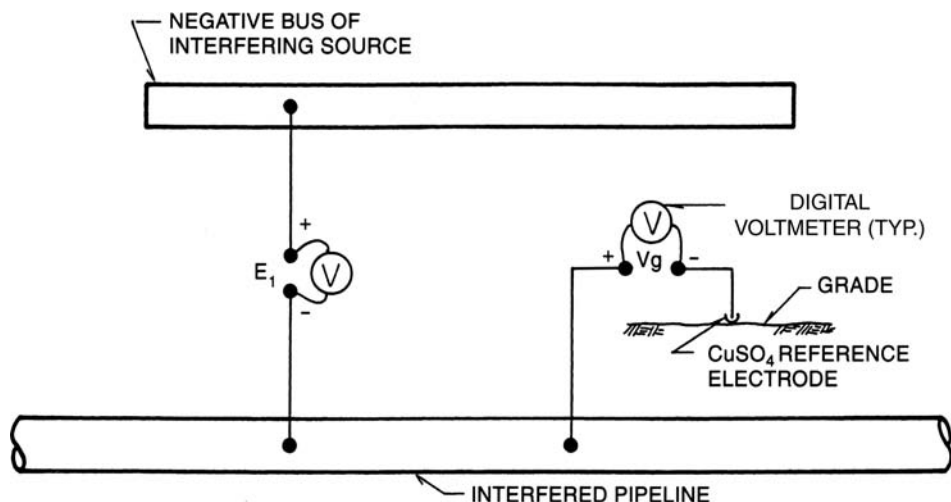 NEGATIVE BUS OF
INTERFERING SOURCE
DIGITAL
VOLTMETER (TYP.)
+
V
+
Vg
-
E₁
V
-
GRADE
CuSO₄ REFERENCE
ELECTRODE
INTERFERED PIPELINE